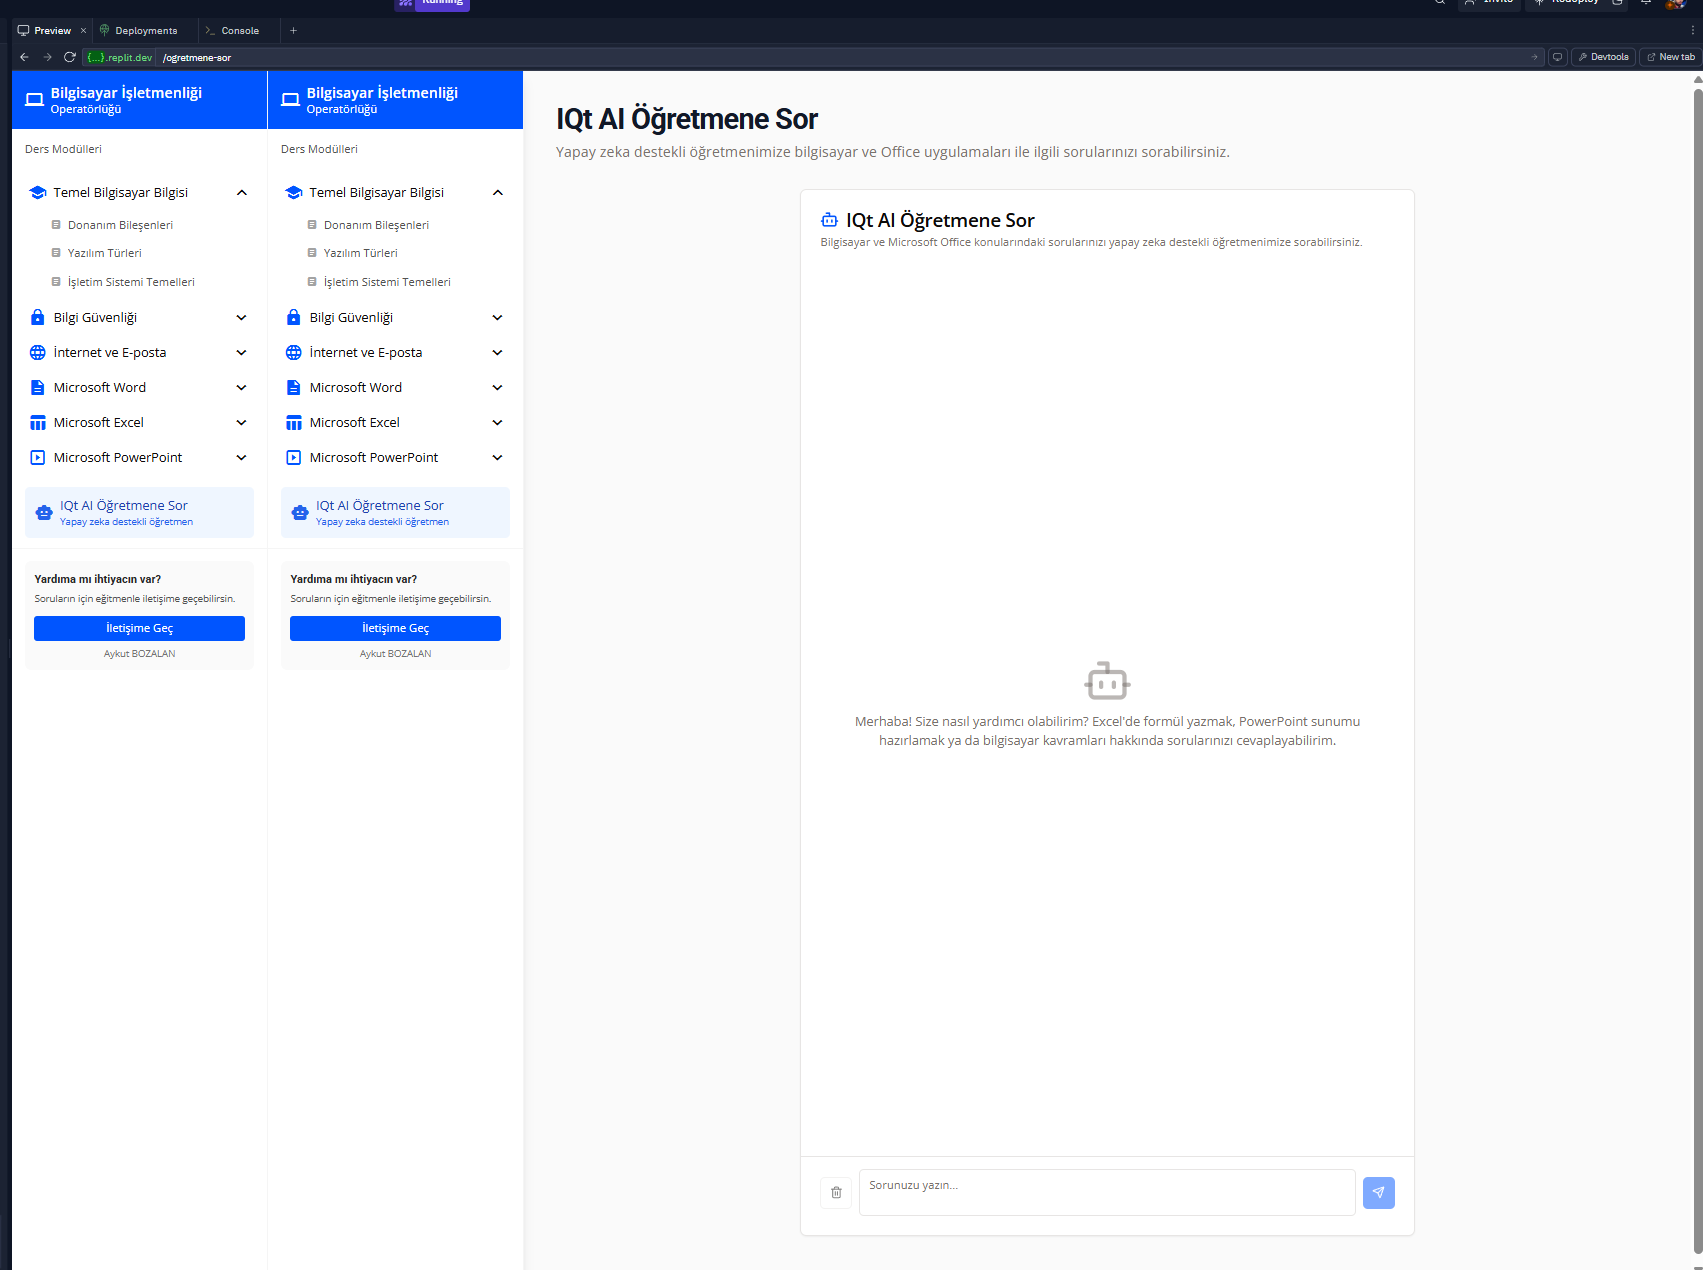 Running
Invite
Redeploy
Preview
Deployments
Console
{...}.replit.dev
/ogretmene-sor
Devtools
New tab
Bilgisayar İşletmenliği
Operatörlüğü
Ders Modülleri
Temel Bilgisayar Bilgisi
Donanım Bileşenleri
Yazılım Türleri
İşletim Sistemi Temelleri
Bilgi Güvenliği
İnternet ve E-posta
Microsoft Word
Microsoft Excel
Microsoft PowerPoint
IQt AI Öğretmene Sor
Yapay zeka destekli öğretmen
Yardıma mı ihtiyacın var?
Soruların için eğitmenle iletişime geçebilirsin.
İletişime Geç
Aykut BOZALAN
Bilgisayar İşletmenliği
Operatörlüğü
Ders Modülleri
Temel Bilgisayar Bilgisi
Donanım Bileşenleri
Yazılım Türleri
İşletim Sistemi Temelleri
Bilgi Güvenliği
İnternet ve E-posta
Microsoft Word
Microsoft Excel
Microsoft PowerPoint
IQt AI Öğretmene Sor
Yapay zeka destekli öğretmen
Yardıma mı ihtiyacın var?
Soruların için eğitmenle iletişime geçebilirsin.
İletişime Geç
Aykut BOZALAN
IQt AI Öğretmene Sor
Yapay zeka destekli öğretmenimize bilgisayar ve Office uygulamaları ile ilgili sorularınızı sorabilirsiniz.
IQt AI Öğretmene Sor
Bilgisayar ve Microsoft Office konularındaki sorularınızı yapay zeka destekli öğretmenimize sorabilirsiniz.
Merhaba! Size nasıl yardımcı olabilirim? Excel'de formül yazmak, PowerPoint sunumu
hazırlamak ya da bilgisayar kavramları hakkında sorularınızı cevaplayabilirim.
Sorunuzu yazın...